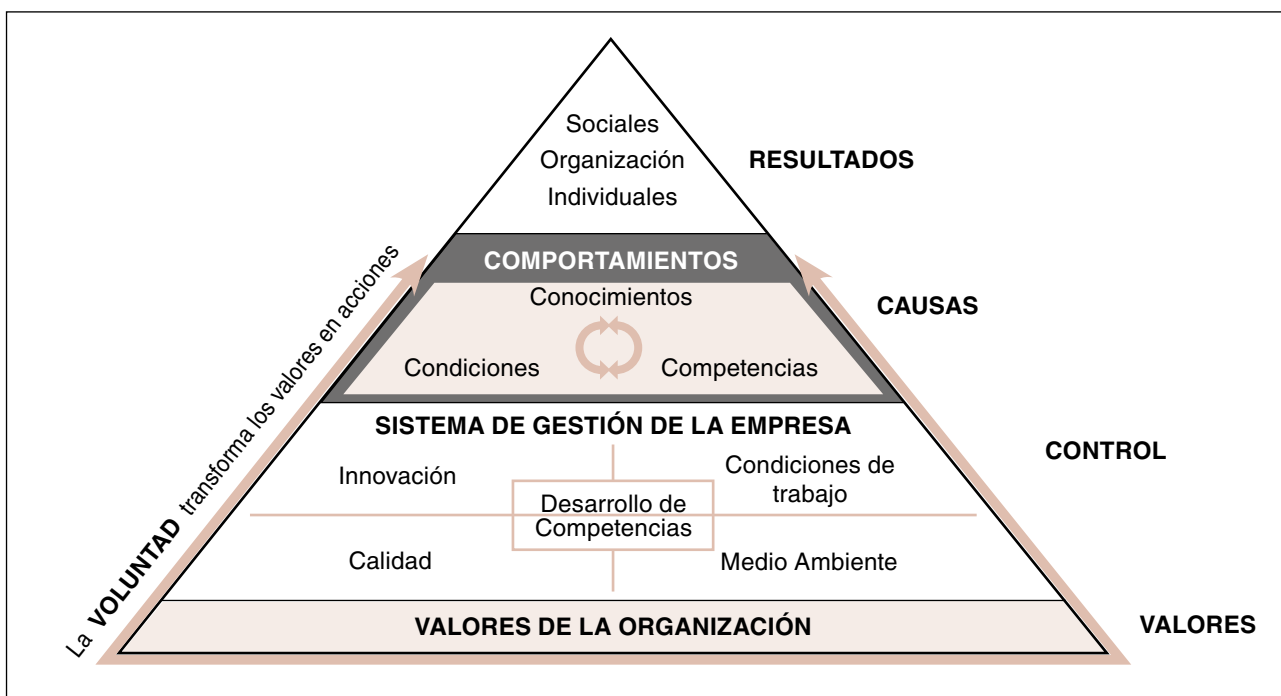 Sociales
Organización
Individuales
RESULTADOS
COMPORTAMIENTOS
Conocimientos
Condiciones
Competencias
CAUSAS
SISTEMA DE GESTIÓN DE LA EMPRESA
Innovación
Condiciones de
trabajo
Desarrollo de
Competencias
Calidad
Medio Ambiente
CONTROL
VALORES DE LA ORGANIZACIÓN
VALORES
La VOLUNTAD transforma los valores en acciones